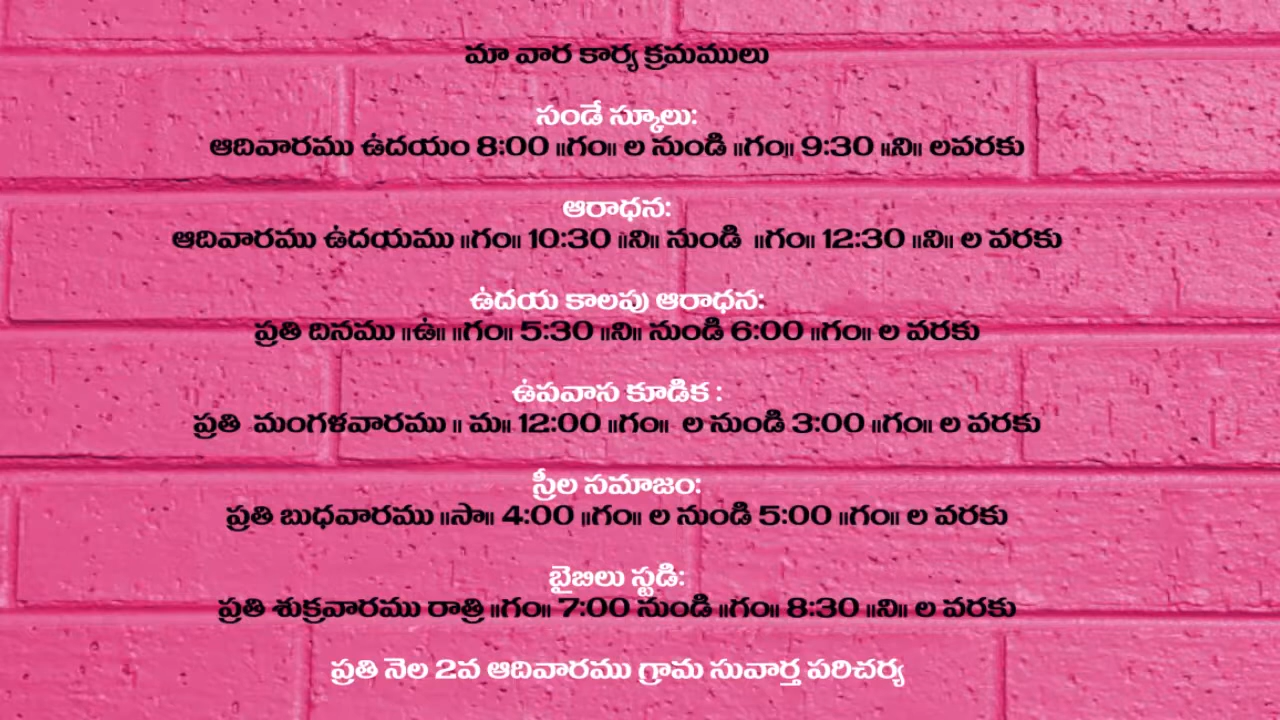 మా వార కార్య క్రమములు
సండే స్కూలు:
ఆదివారము ఉదయం 8:00 ॥గం॥ ల నుండి ॥గం॥ 9:30 ॥ని॥ లవరకు
ఆరాధన:
ఆదివారము ఉదయము ॥గం॥ 10:30 ॥ని॥ నుండి ॥గం॥ 12:30 ॥ని॥ ల వరకు
ఉదయ కాలపు ఆరాధన:
ప్రతి దినము ॥ఉ॥ ॥గం॥ 5:30 ॥ని॥ నుండి 6:00 ॥గం॥ ల వరకు
ఉపవాస కూడిక :
ప్రతి మంగళవారము ॥ మ॥ 12:00 ॥గం॥ ల నుండి 3:00 ॥గం॥ ల వరకు
స్రీల సమాజం:
ప్రతి బుధవారము ॥సా॥ 4:00 ॥గం॥ ల నుండి 5:00 ॥గం॥ ల వరకు
బైబిలు స్టడి:
ప్రతి శుక్రవారము రాత్రి ॥గం॥ 7:00 నుండి ॥గం॥ 8:30 ॥ని॥ ల వరకు
ప్రతి నెల 2వ ఆదివారము గ్రామ సువార్త పరిచర్య